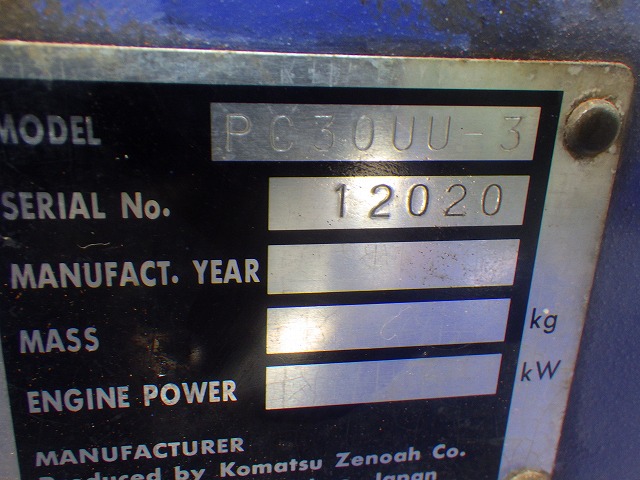 MODEL PC30UU-3
SERIAL No. 12020
MANUFACT. YEAR
MASS kg
ENGINE POWER kW
MANUFACTURER
Produced by Komatsu Zenoah Co.
Japan